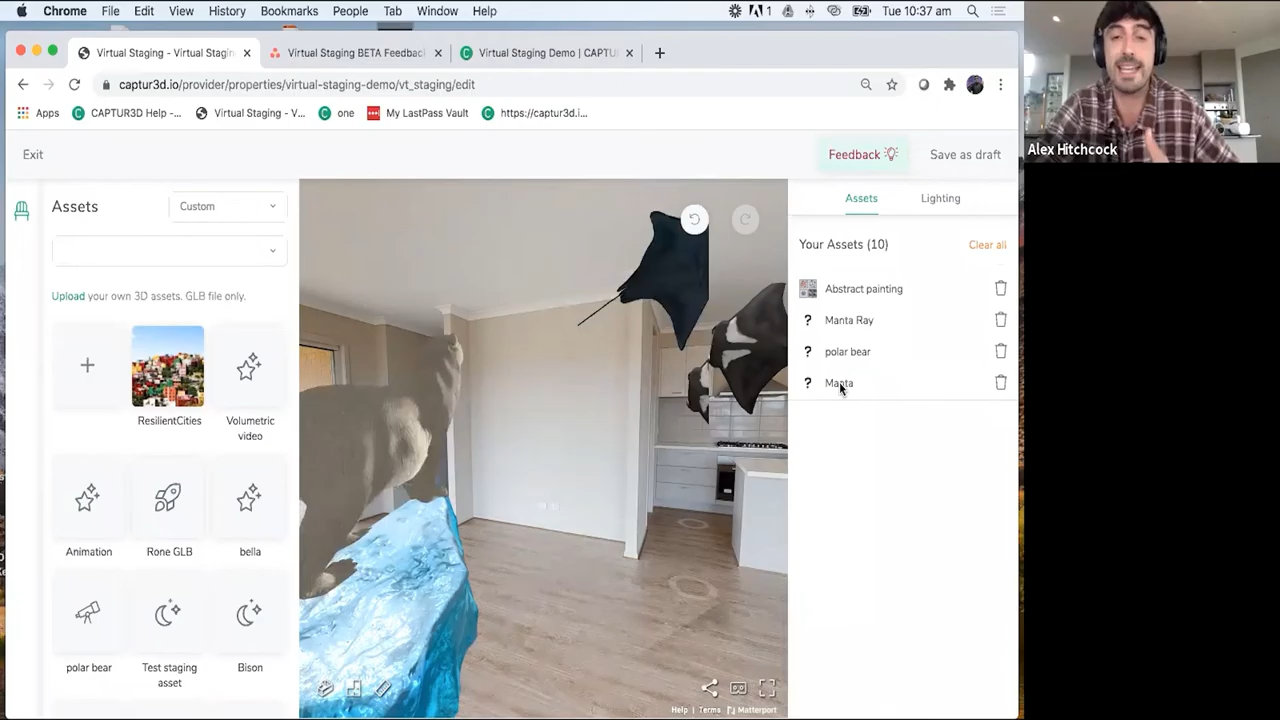 Chrome File Edit View History Bookmarks People Tab Window Help 1 Tue 10:37 am
Virtual Staging - Virtual Stagin Virtual Staging BETA Feedbac Virtual Staging Demo | CAPTU
captur3d.io/provider/properties/virtual-staging-demo/vt_staging/edit
Apps CAPTUR3D Help -... Virtual Staging - V... one My LastPass Vault https://captur3d.i...
Exit Feedback Save as draft
Alex Hitchcock
Assets Custom
Upload your own 3D assets. GLB file only.
ResilientCities Volumetric video
Animation Rone GLB bella
polar bear Test staging asset Bison
Help | Terms Matterport
Assets Lighting
Your Assets (10) Clear all
Abstract painting
? Manta Ray
? polar bear
? Manta